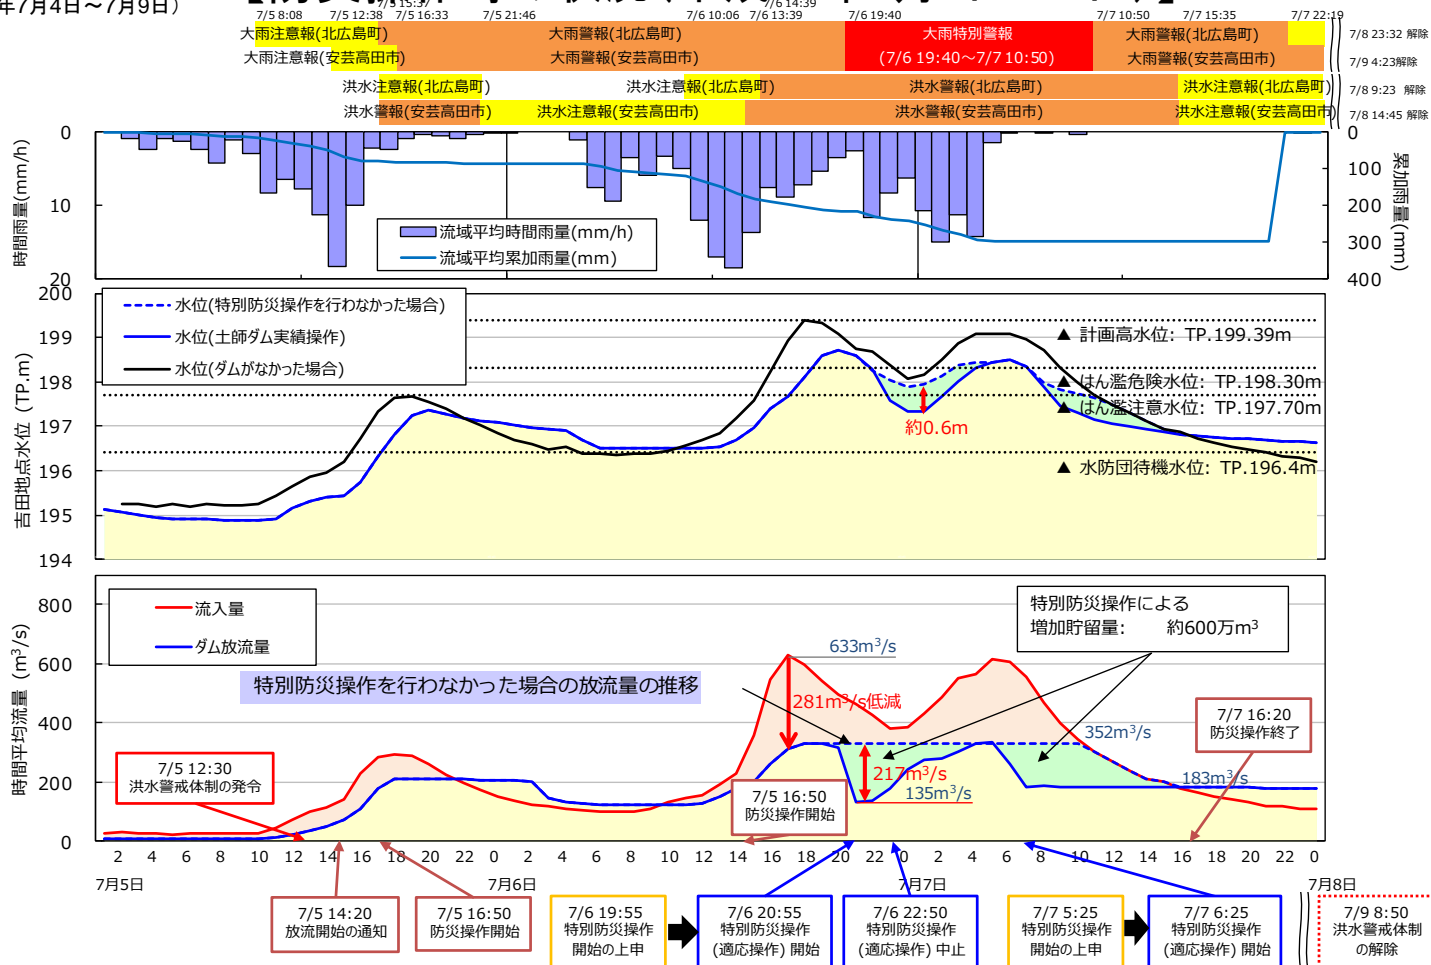 年7月4日～7月9日）
7/5 8:08
7/5 12:38
7/5 15:37
7/5 16:33
7/5 21:46
7/6 10:06
7/6 13:39
7/6 14:39
7/6 19:40
7/7 10:50
7/7 15:35
7/7 22:19
大雨注意報(北広島町)
大雨警報(北広島町)
大雨特別警報
大雨警報(北広島町)
7/8 23:32 解除
大雨注意報(安芸高田市)
大雨警報(安芸高田市)
(7/6 19:40～7/7 10:50)
大雨警報(安芸高田市)
7/9 4:23解除
洪水注意報(北広島町)
洪水注意報(北広島町)
洪水警報(北広島町)
洪水注意報(北広島町)
7/8 9:23 解除
洪水警報(安芸高田市)
洪水注意報(安芸高田市)
洪水警報(安芸高田市)
洪水注意報(安芸高田市)
7/8 14:45 解除
時間雨量(mm/h)
0
10
20
流域平均時間雨量(mm/h)
流域平均累加雨量(mm)
0
100
200
300
400
累加雨量(mm)
吉田地点水位 (TP.m)
200
199
198
197
196
195
194
水位(特別防災操作を行わなかった場合)
水位(土師ダム実績操作)
水位(ダムがなかった場合)
▲ 計画高水位: TP.199.39m
▲ はん濫危険水位: TP.198.30m
▲ はん濫注意水位: TP.197.70m
約0.6m
▲ 水防団待機水位: TP.196.4m
時間平均流量 (m³/s)
800
600
400
200
0
流入量
ダム放流量
特別防災操作による
増加貯留量: 約600万m³
633m³/s
特別防災操作を行わなかった場合の放流量の推移
281m³/s低減
352m³/s
7/7 16:20
防災操作終了
7/5 12:30
洪水警戒体制の発令
217m³/s
135m³/s
183m³/s
7/5 16:50
防災操作開始
2 4 6 8 10 12 14 16 18 20 22 0 2 4 6 8 10 12 14 16 18 20 22 0 2 4 6 8 10 12 14 16 18 20 22 0
7月5日
7月6日
7月7日
7月8日
7/5 14:20
放流開始の通知
7/5 16:50
防災操作開始
7/6 19:55
特別防災操作
開始の上申
7/6 20:55
特別防災操作
(適応操作) 開始
7/6 22:50
特別防災操作
(適応操作) 中止
7/7 5:25
特別防災操作
開始の上申
7/7 6:25
特別防災操作
(適応操作) 開始
7/9 8:50
洪水警戒体制
の解除